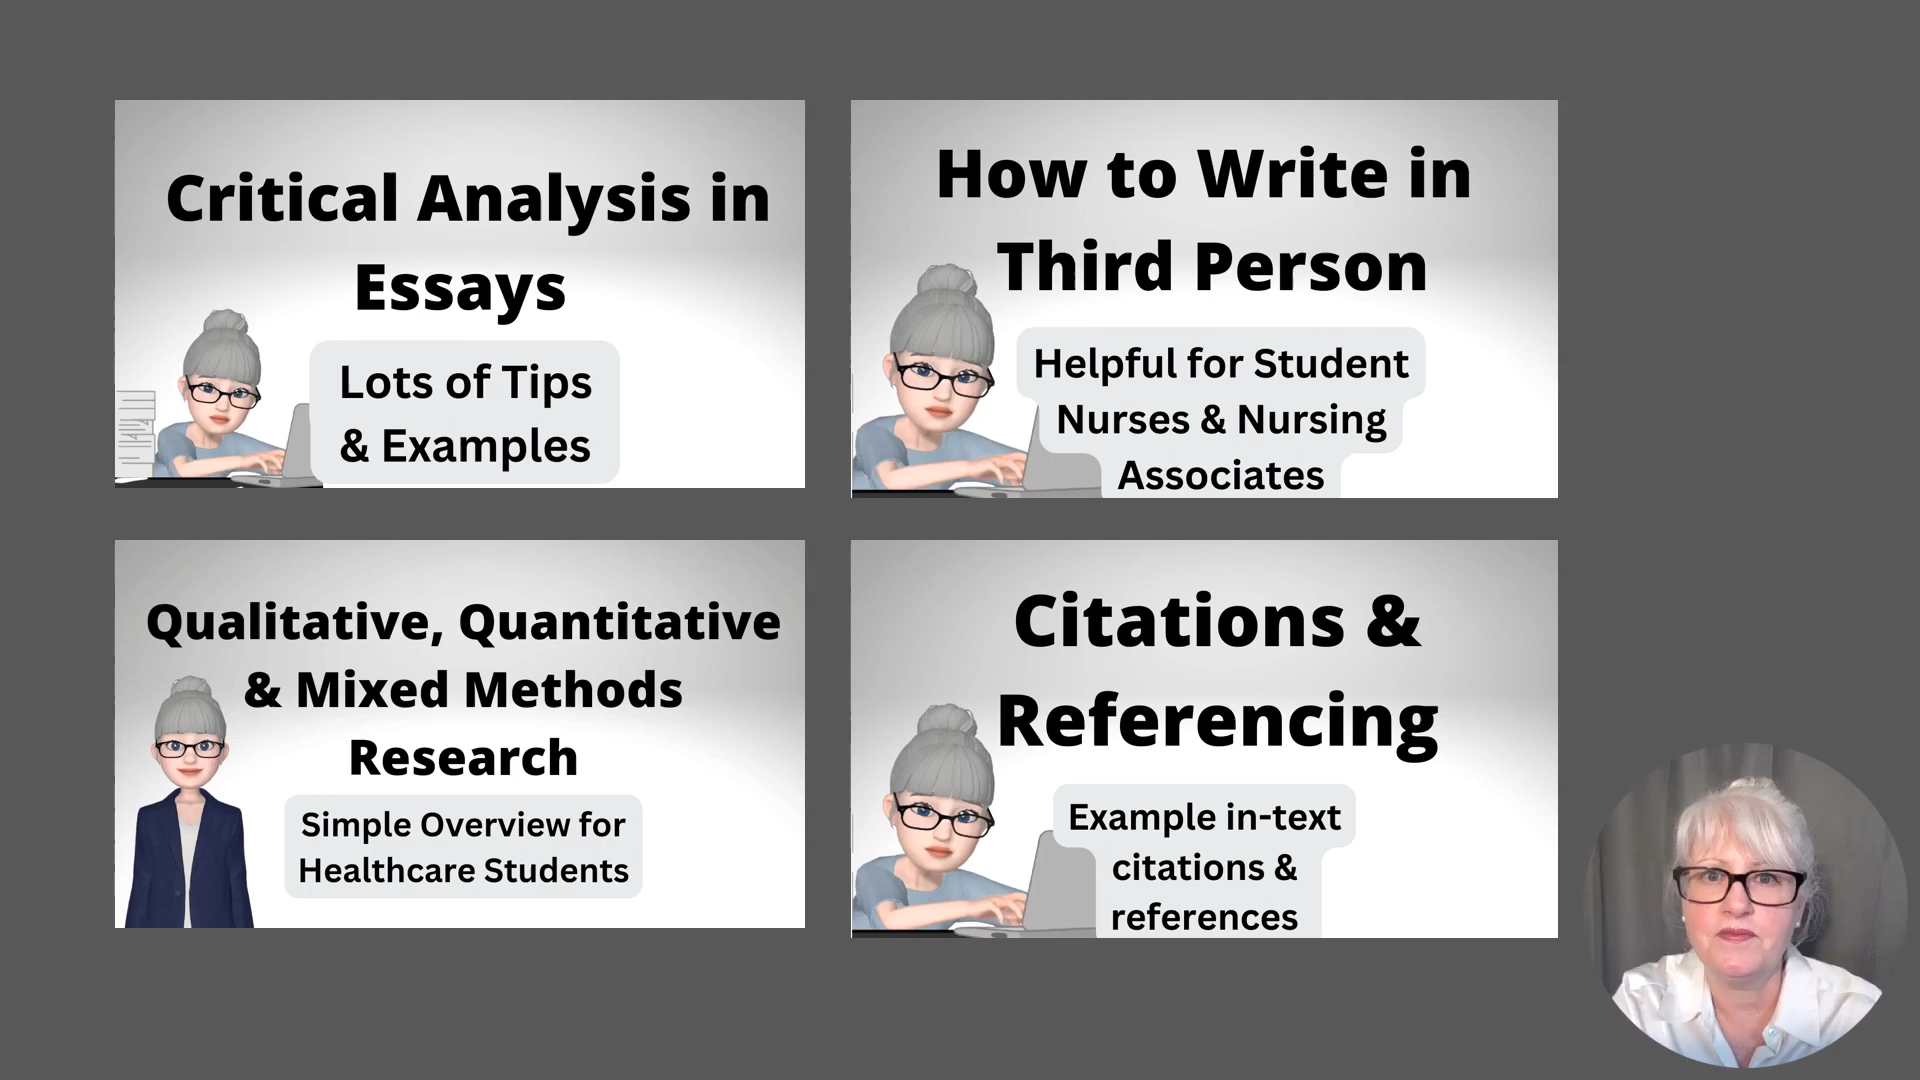 Critical Analysis in
Essays
Lots of Tips
& Examples
How to Write in
Third Person
Helpful for Student
Nurses & Nursing
Associates
Qualitative, Quantitative
& Mixed Methods
Research
Simple Overview for
Healthcare Students
Citations &
Referencing
Example in-text
citations &
references